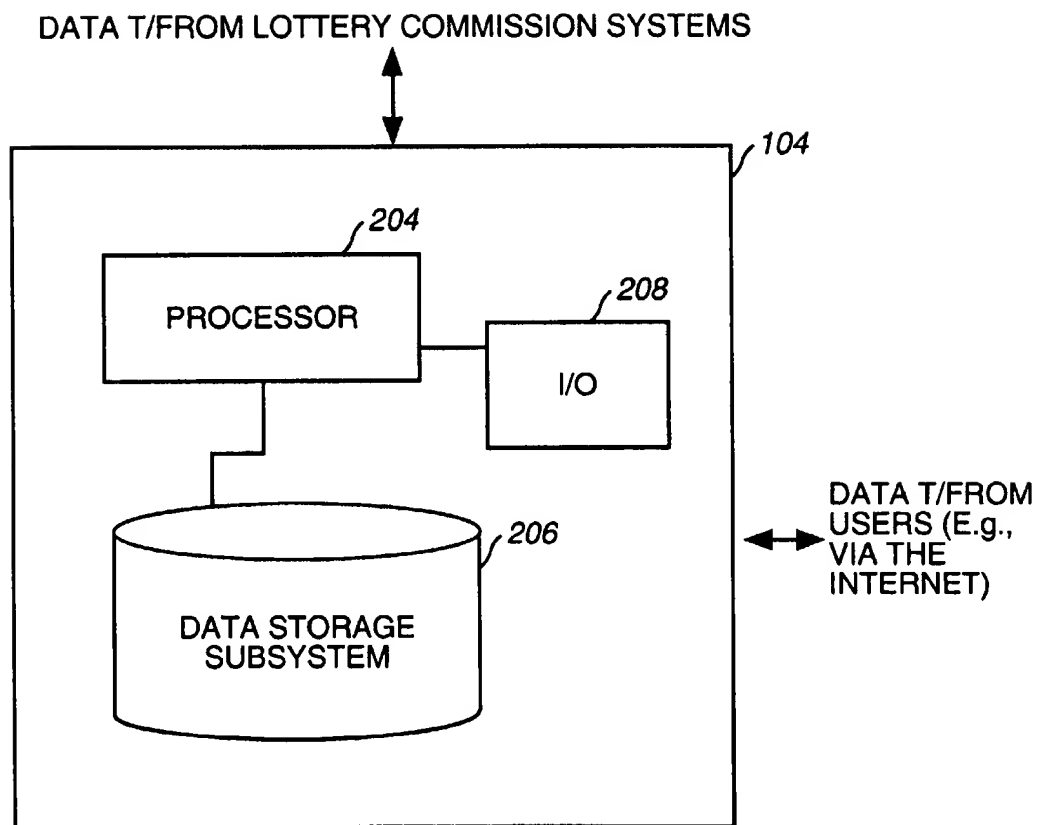 DATA T/FROM LOTTERY COMMISSION SYSTEMS
104
204
PROCESSOR
208
I/O
DATA T/FROM
USERS (E.g.,
VIA THE
INTERNET)
206
DATA STORAGE
SUBSYSTEM